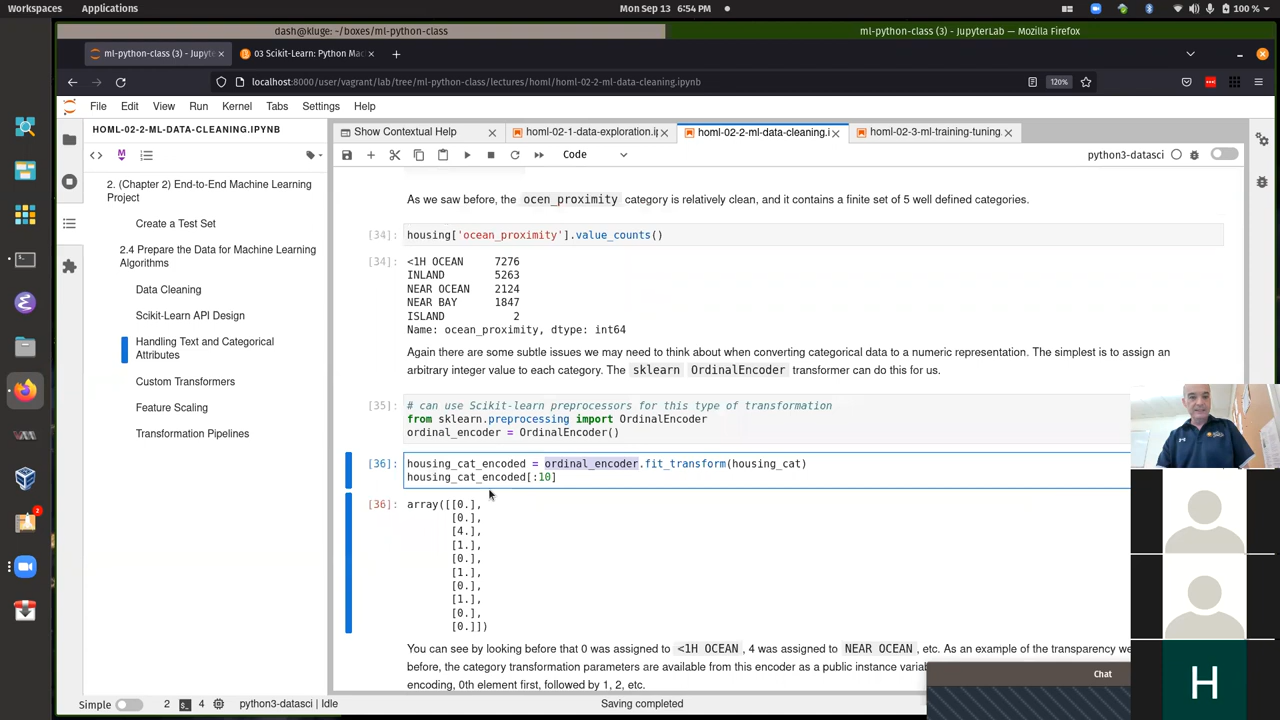 Workspaces Applications Mon Sep 13 6:54 PM 100 %
dash@kluge: ~/boxes/ml-python-class ml-python-class (3) - JupyterLab — Mozilla Firefox
ml-python-class (3) - Jupyte 03 Scikit-Learn: Python Ma
localhost:8000/user/vagrant/lab/tree/ml-python-class/lectures/homl/homl-02-2-ml-data-cleaning.ipynb 120%
File Edit View Run Kernel Tabs Settings Help
HOML-02-2-ML-DATA-CLEANING.IPYNB
Show Contextual Help homl-02-1-data-exploration.i homl-02-2-ml-data-cleaning.i homl-02-3-ml-training-tuning.
Code python3-datasci
2. (Chapter 2) End-to-End Machine Learning
Project
Create a Test Set
2.4 Prepare the Data for Machine Learning
Algorithms
Data Cleaning
Scikit-Learn API Design
Handling Text and Categorical
Attributes
Custom Transformers
Feature Scaling
Transformation Pipelines
As we saw before, the ocen_proximity category is relatively clean, and it contains a finite set of 5 well defined categories.
[34]: housing['ocean_proximity'].value_counts()
[34]: <1H OCEAN 7276
INLAND 5263
NEAR OCEAN 2124
NEAR BAY 1847
ISLAND 2
Name: ocean_proximity, dtype: int64
Again there are some subtle issues we may need to think about when converting categorical data to a numeric representation. The simplest is to assign an
arbitrary integer value to each category. The sklearn OrdinalEncoder transformer can do this for us.
[35]: # can use Scikit-learn preprocessors for this type of transformation
from sklearn.preprocessing import OrdinalEncoder
ordinal_encoder = OrdinalEncoder()
[36]: housing_cat_encoded = ordinal_encoder.fit_transform(housing_cat)
housing_cat_encoded[:10]
[36]: array([[0.],
[0.],
[4.],
[1.],
[0.],
[1.],
[0.],
[1.],
[0.],
[0.]])
You can see by looking before that 0 was assigned to <1H OCEAN , 4 was assigned to NEAR OCEAN , etc. As an example of the transparency we
before, the category transformation parameters are available from this encoder as a public instance
encoding, 0th element first, followed by 1, 2, etc.
H
Chat
Simple 2 4 python3-datasci | Idle Saving completed